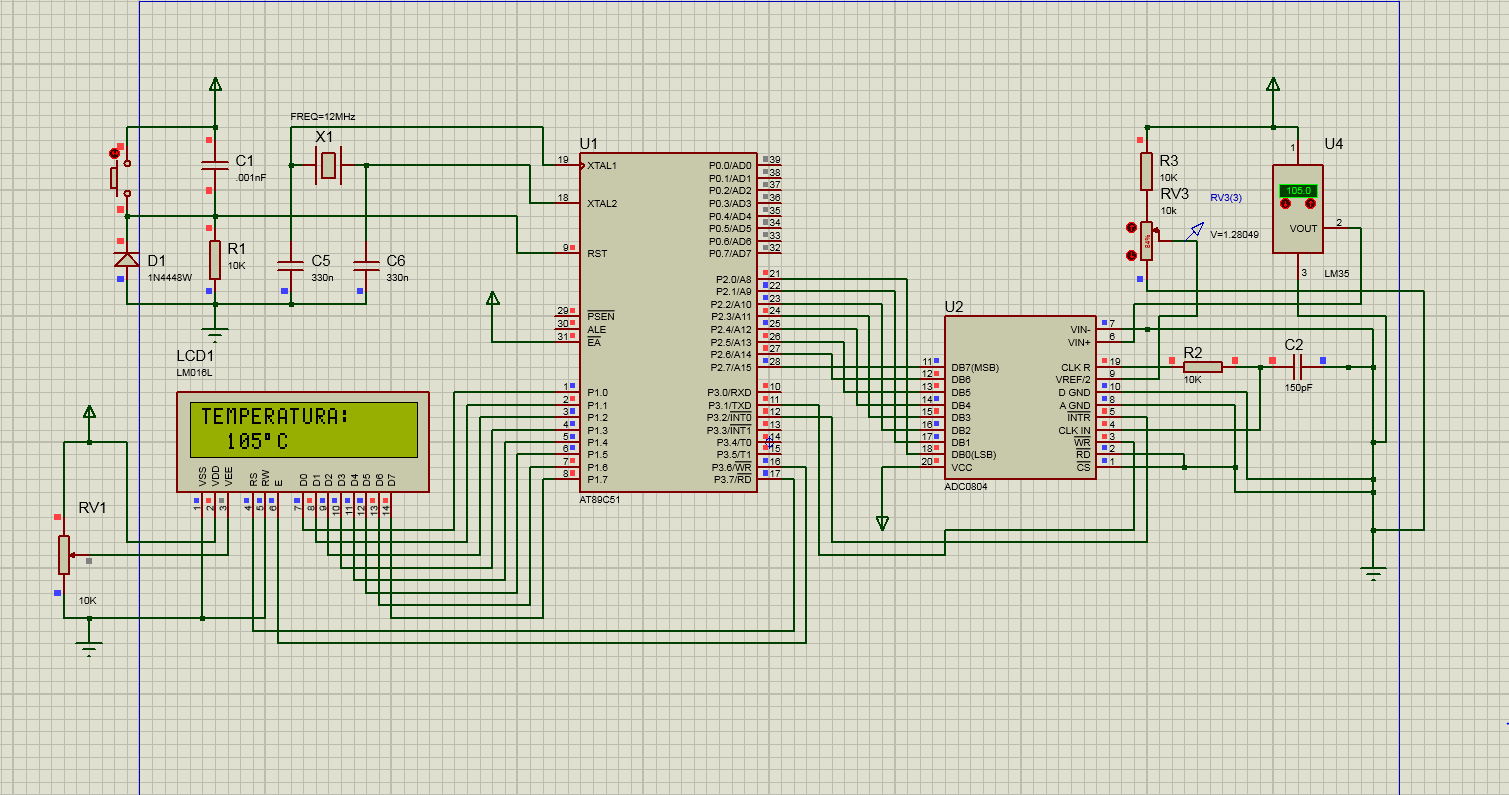 FREQ=12MHz
X1
C1
.001nF
R1
10K
D1
1N4448W
C5
330n
C6
330n
U1
19 XTAL1
18 XTAL2
9 RST
29 PSEN
30 ALE
31 EA
1 P1.0
2 P1.1
3 P1.2
4 P1.3
5 P1.4
6 P1.5
7 P1.6
8 P1.7
P0.0/AD0 39
P0.1/AD1 38
P0.2/AD2 37
P0.3/AD3 36
P0.4/AD4 35
P0.5/AD5 34
P0.6/AD6 33
P0.7/AD7 32
P2.0/A8 21
P2.1/A9 22
P2.2/A10 23
P2.3/A11 24
P2.4/A12 25
P2.5/A13 26
P2.6/A14 27
P2.7/A15 28
P3.0/RXD 10
P3.1/TXD 11
P3.2/INT0 12
P3.3/INT1 13
P3.4/T0 14
P3.5/T1 15
P3.6/WR 16
P3.7/RD 17
AT89C51
LCD1
LM016L
TEMPERATURA:
105°C
VSS VDD VEE RS RW E D0 D1 D2 D3 D4 D5 D6 D7
1 2 3 4 5 6 7 8 9 10 11 12 13 14
RV1
10K
U2
11 DB7(MSB)
12 DB6
13 DB5
14 DB4
15 DB3
16 DB2
17 DB1
18 DB0(LSB)
20 VCC
VIN- 7
VIN+ 6
CLK R 19
VREF/2 9
D GND 10
A GND 8
INTR 5
CLK IN 4
WR 3
RD 2
CS 1
ADC0804
R3
10K
RV3
10k
84%
RV3(3)
V=1.28049
U4
1
105.0
VOUT 2
3
LM35
R2
10K
C2
150pF